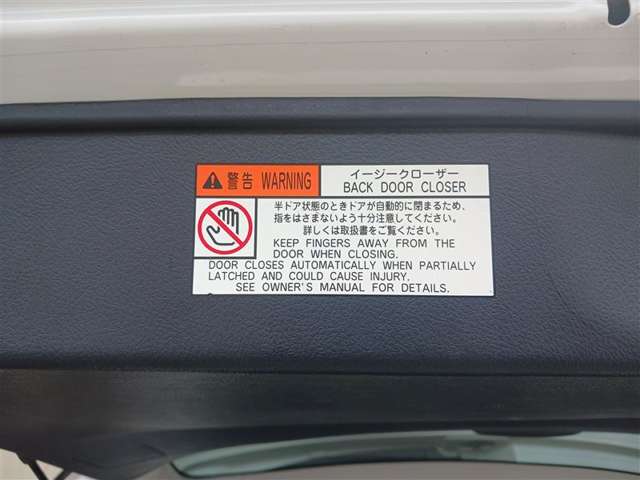 警告 WARNING
イージークローザー
BACK DOOR CLOSER
半ドア状態のときドアが自動的に閉まるため、
指をはさまないよう十分注意してください。
詳しくは取扱書をご覧ください。
KEEP FINGERS AWAY FROM THE
DOOR WHEN CLOSING.
DOOR CLOSES AUTOMATICALLY WHEN PARTIALLY
LATCHED AND COULD CAUSE INJURY.
SEE OWNER'S MANUAL FOR DETAILS.